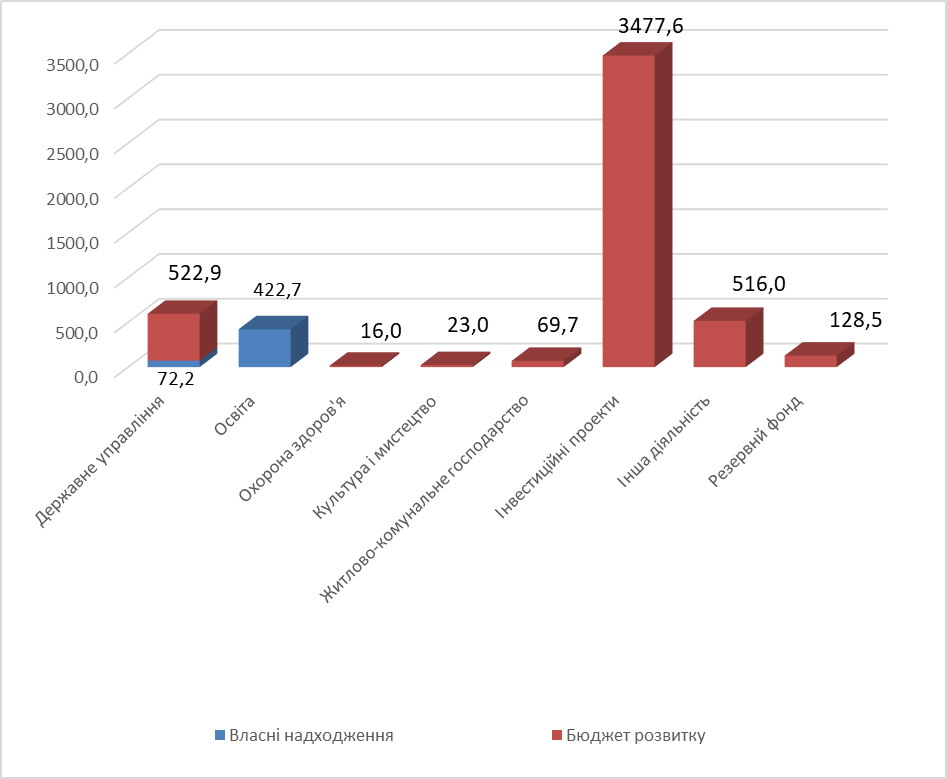 3477,6
3500,0
3000,0
2500,0
2000,0
1500,0
1000,0
500,0
0,0
522,9
72,2
422,7
16,0
23,0
69,7
516,0
128,5
Державне управління
Освіта
Охорона здоров'я
Культура і мистецтво
Житлово-комунальне господарство
Інвестиційні проекти
Інша діяльність
Резервнй фонд
Власні надходження
Бюджет розвитку